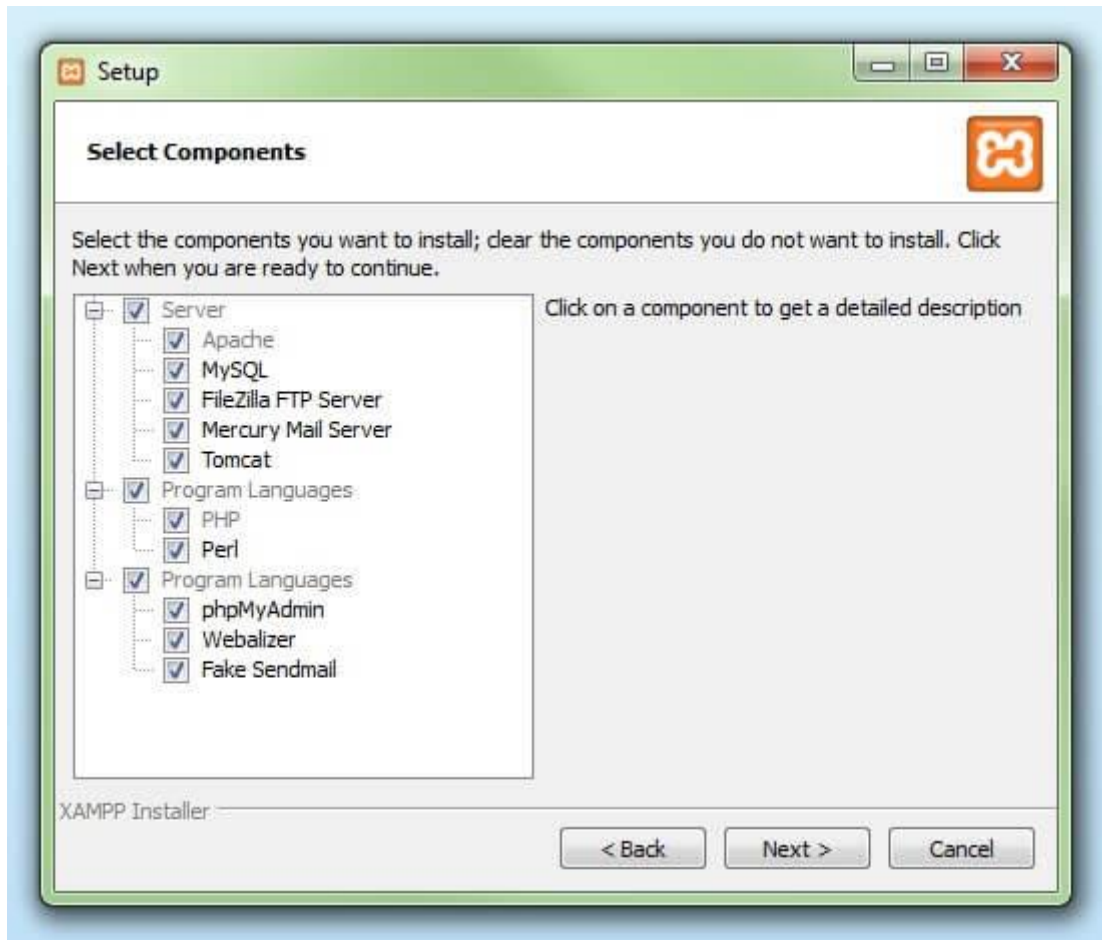 Setup
Select Components
Select the components you want to install; clear the components you do not want to install. Click
Next when you are ready to continue.
Server
Apache
MySQL
FileZilla FTP Server
Mercury Mail Server
Tomcat
Program Languages
PHP
Perl
Program Languages
phpMyAdmin
Webalizer
Fake Sendmail
Click on a component to get a detailed description
XAMPP Installer
< Back
Next >
Cancel